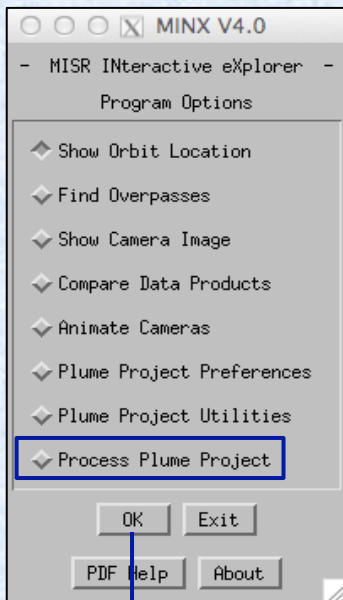 MINX V4.0
- MISR INteractive eXplorer -
Program Options
Show Orbit Location
Find Overpasses
Show Camera Image
Compare Data Products
Animate Cameras
Plume Project Preferences
Plume Project Utilities
Process Plume Project
OK Exit
PDF Help About